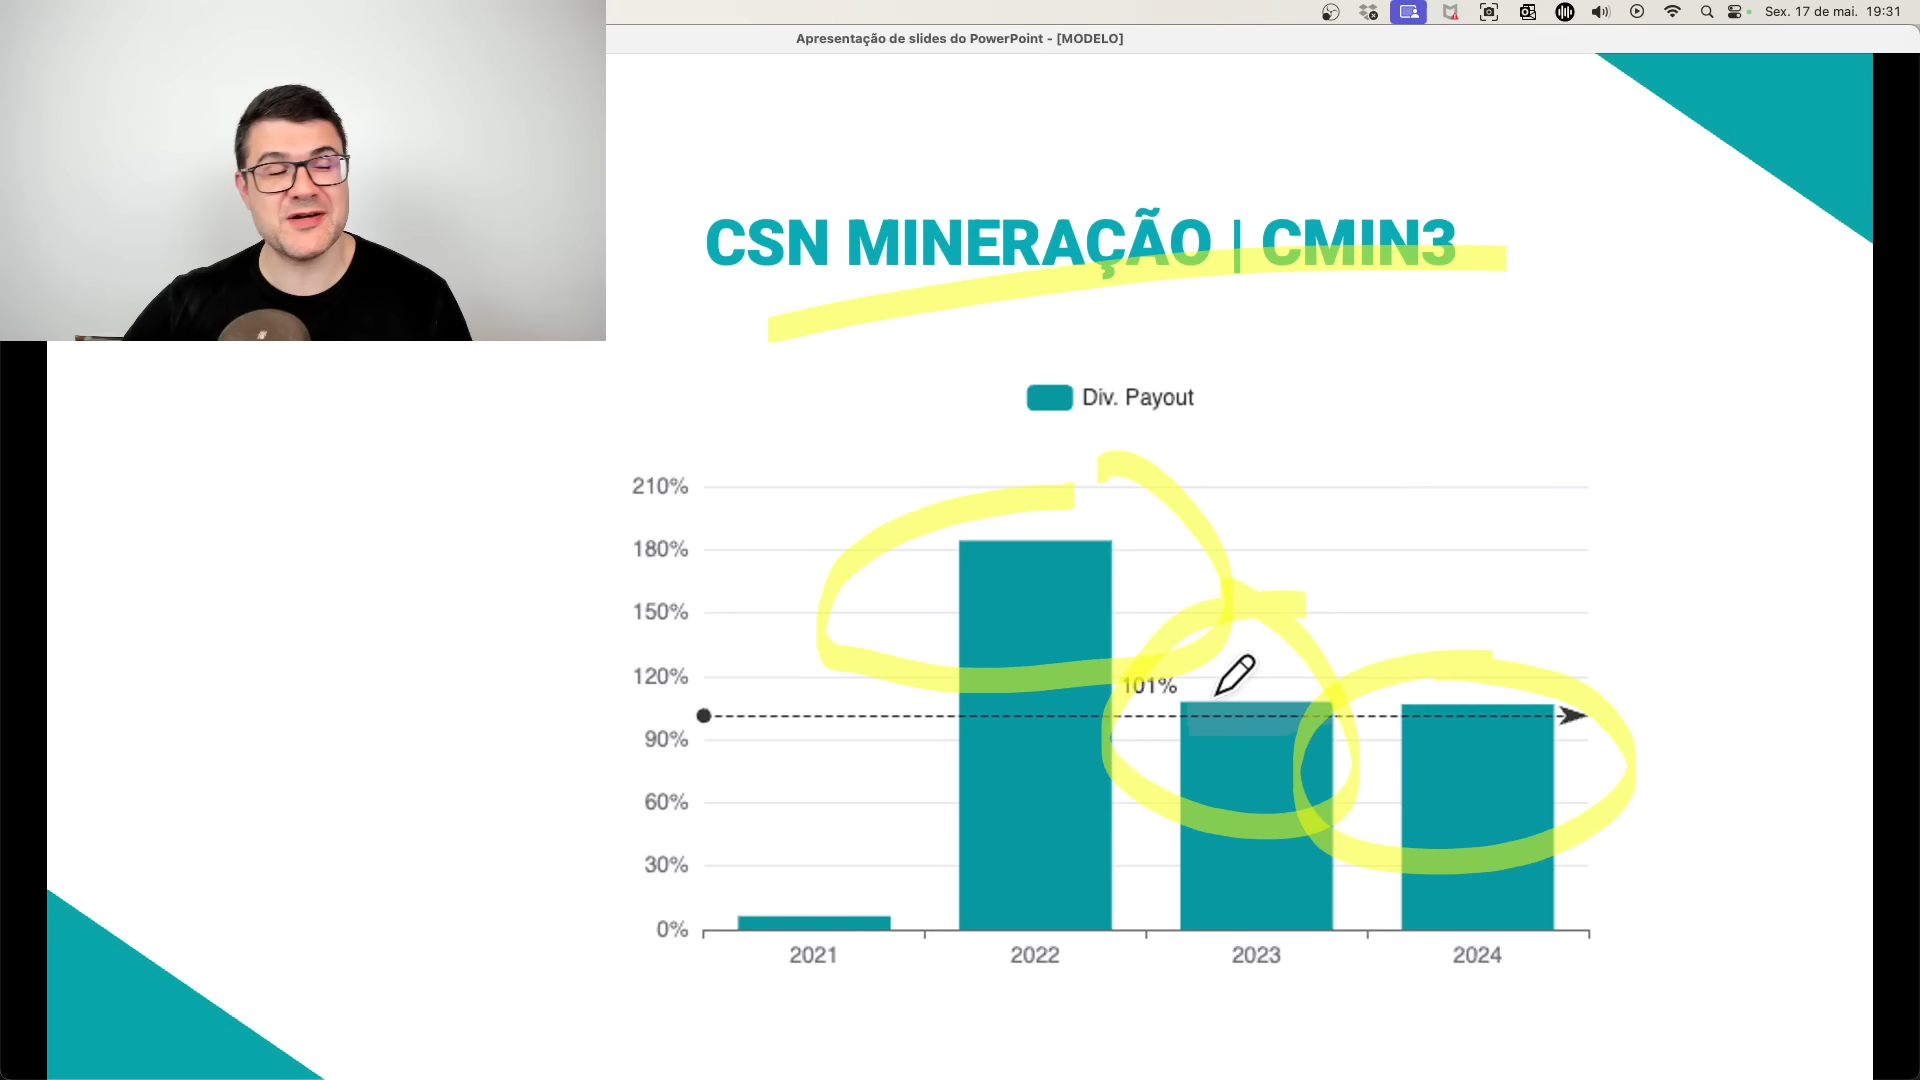 Sex. 17 de mai. 19:31
Apresentação de slides do PowerPoint - [MODELO]
CSN MINERAÇÃO | CMIN3
Div. Payout
210%
180%
150%
120%
101%
90%
60%
30%
0%
2021 2022 2023 2024